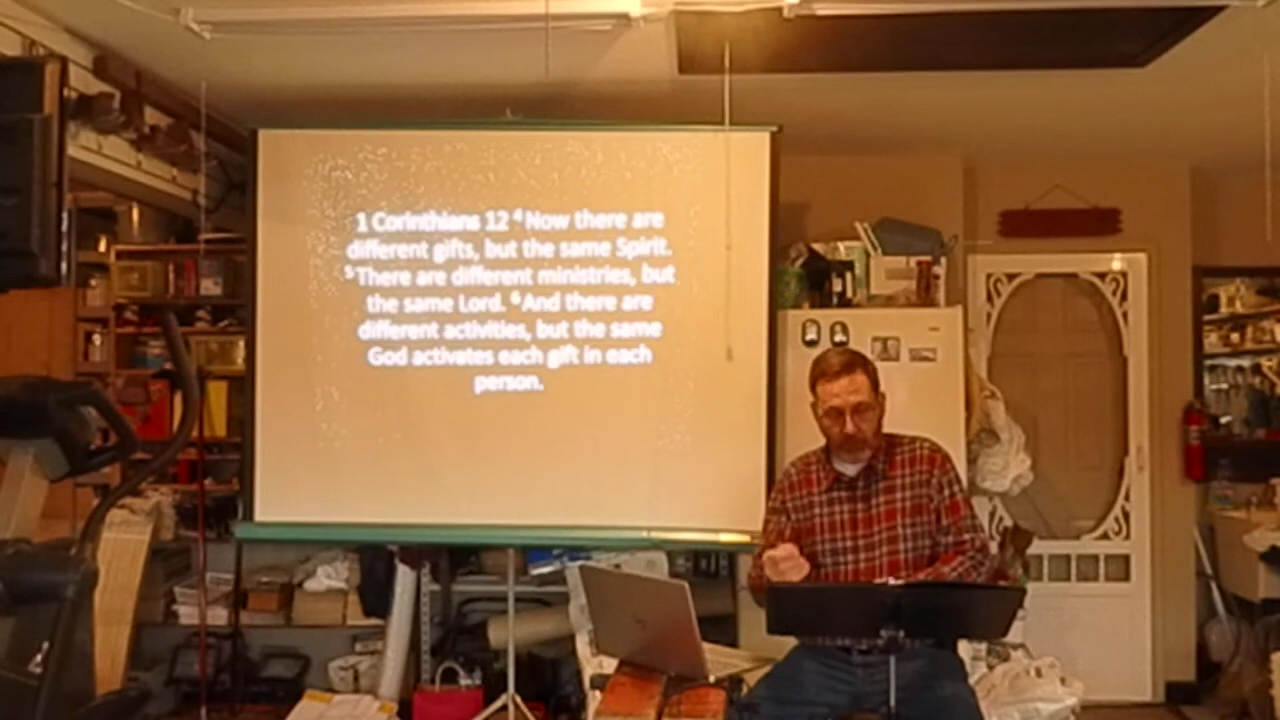 1 Corinthians 12 ⁴ Now there are
different gifts, but the same Spirit.
⁵ There are different ministries, but
the same Lord. ⁶ And there are
different activities, but the same
God activates each gift in each
person.